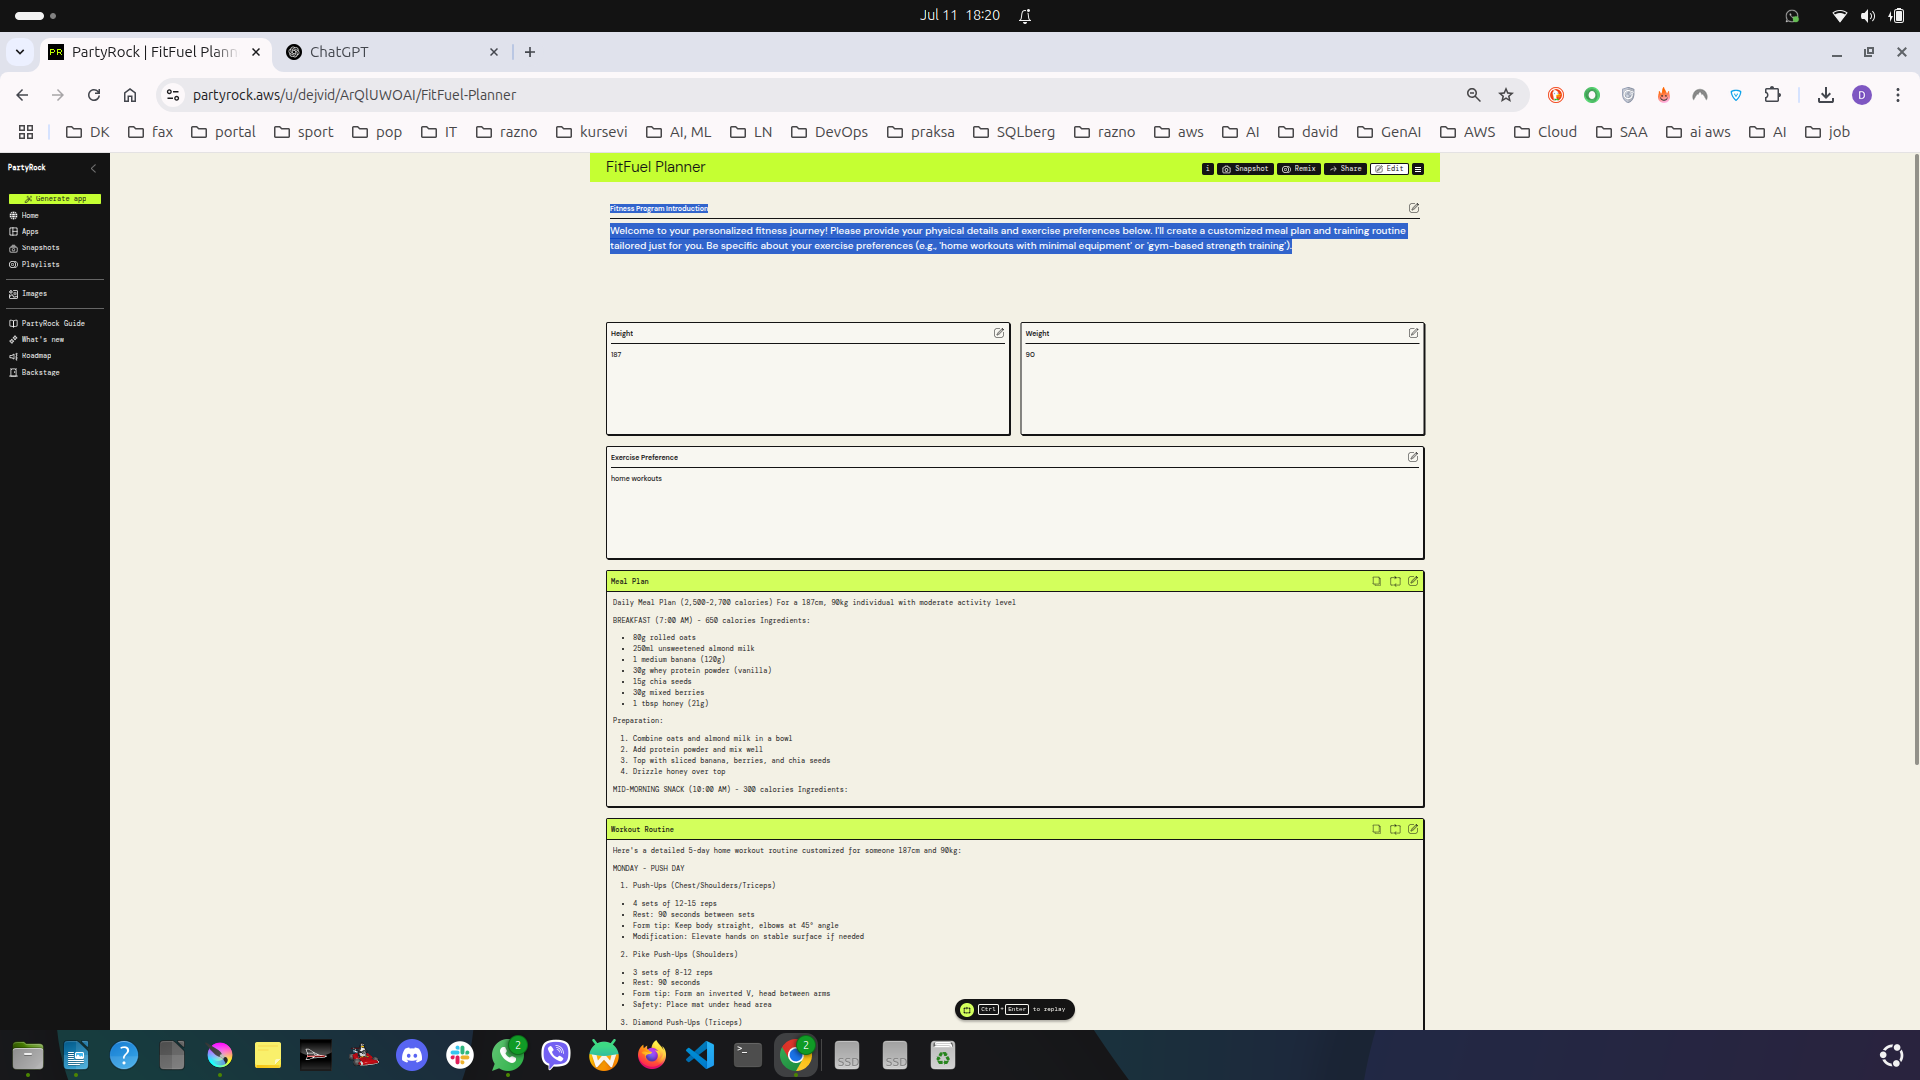 Jul 11 18:20
PartyRock | FitFuel Plann
ChatGPT
partyrock.aws/u/dejvid/ArQlUWOAI/FitFuel-Planner
D
DK fax portal sport pop IT razno kursevi AI, ML LN DevOps praksa SQLberg razno aws AI david GenAI AWS Cloud SAA ai aws AI job
PartyRock
Generate app
Home
Apps
Snapshots
Playlists
Images
PartyRock Guide
What's new
Roadmap
Backstage
FitFuel Planner
i Snapshot Remix Share Edit
Fitness Program Introduction
Welcome to your personalized fitness journey! Please provide your physical details and exercise preferences below. I'll create a customized meal plan and training routine
tailored just for you. Be specific about your exercise preferences (e.g., 'home workouts with minimal equipment' or 'gym-based strength training').
Height
187
Weight
90
Exercise Preference
home workouts
Meal Plan
Daily Meal Plan (2,500-2,700 calories) For a 187cm, 90kg individual with moderate activity level
BREAKFAST (7:00 AM) - 650 calories Ingredients:
• 80g rolled oats
• 250ml unsweetened almond milk
• 1 medium banana (120g)
• 30g whey protein powder (vanilla)
• 15g chia seeds
• 30g mixed berries
• 1 tbsp honey (21g)
Preparation:
1. Combine oats and almond milk in a bowl
2. Add protein powder and mix well
3. Top with sliced banana, berries, and chia seeds
4. Drizzle honey over top
MID-MORNING SNACK (10:00 AM) - 300 calories Ingredients:
Workout Routine
Here's a detailed 5-day home workout routine customized for someone 187cm and 90kg:
MONDAY - PUSH DAY
1. Push-Ups (Chest/Shoulders/Triceps)
• 4 sets of 12-15 reps
• Rest: 90 seconds between sets
• Form tip: Keep body straight, elbows at 45° angle
• Modification: Elevate hands on stable surface if needed
2. Pike Push-Ups (Shoulders)
• 3 sets of 8-12 reps
• Rest: 90 seconds
• Form tip: Form an inverted V, head between arms
• Safety: Place mat under head area
3. Diamond Push-Ups (Triceps)
Ctrl + Enter to replay
2
2
SSD
SSD